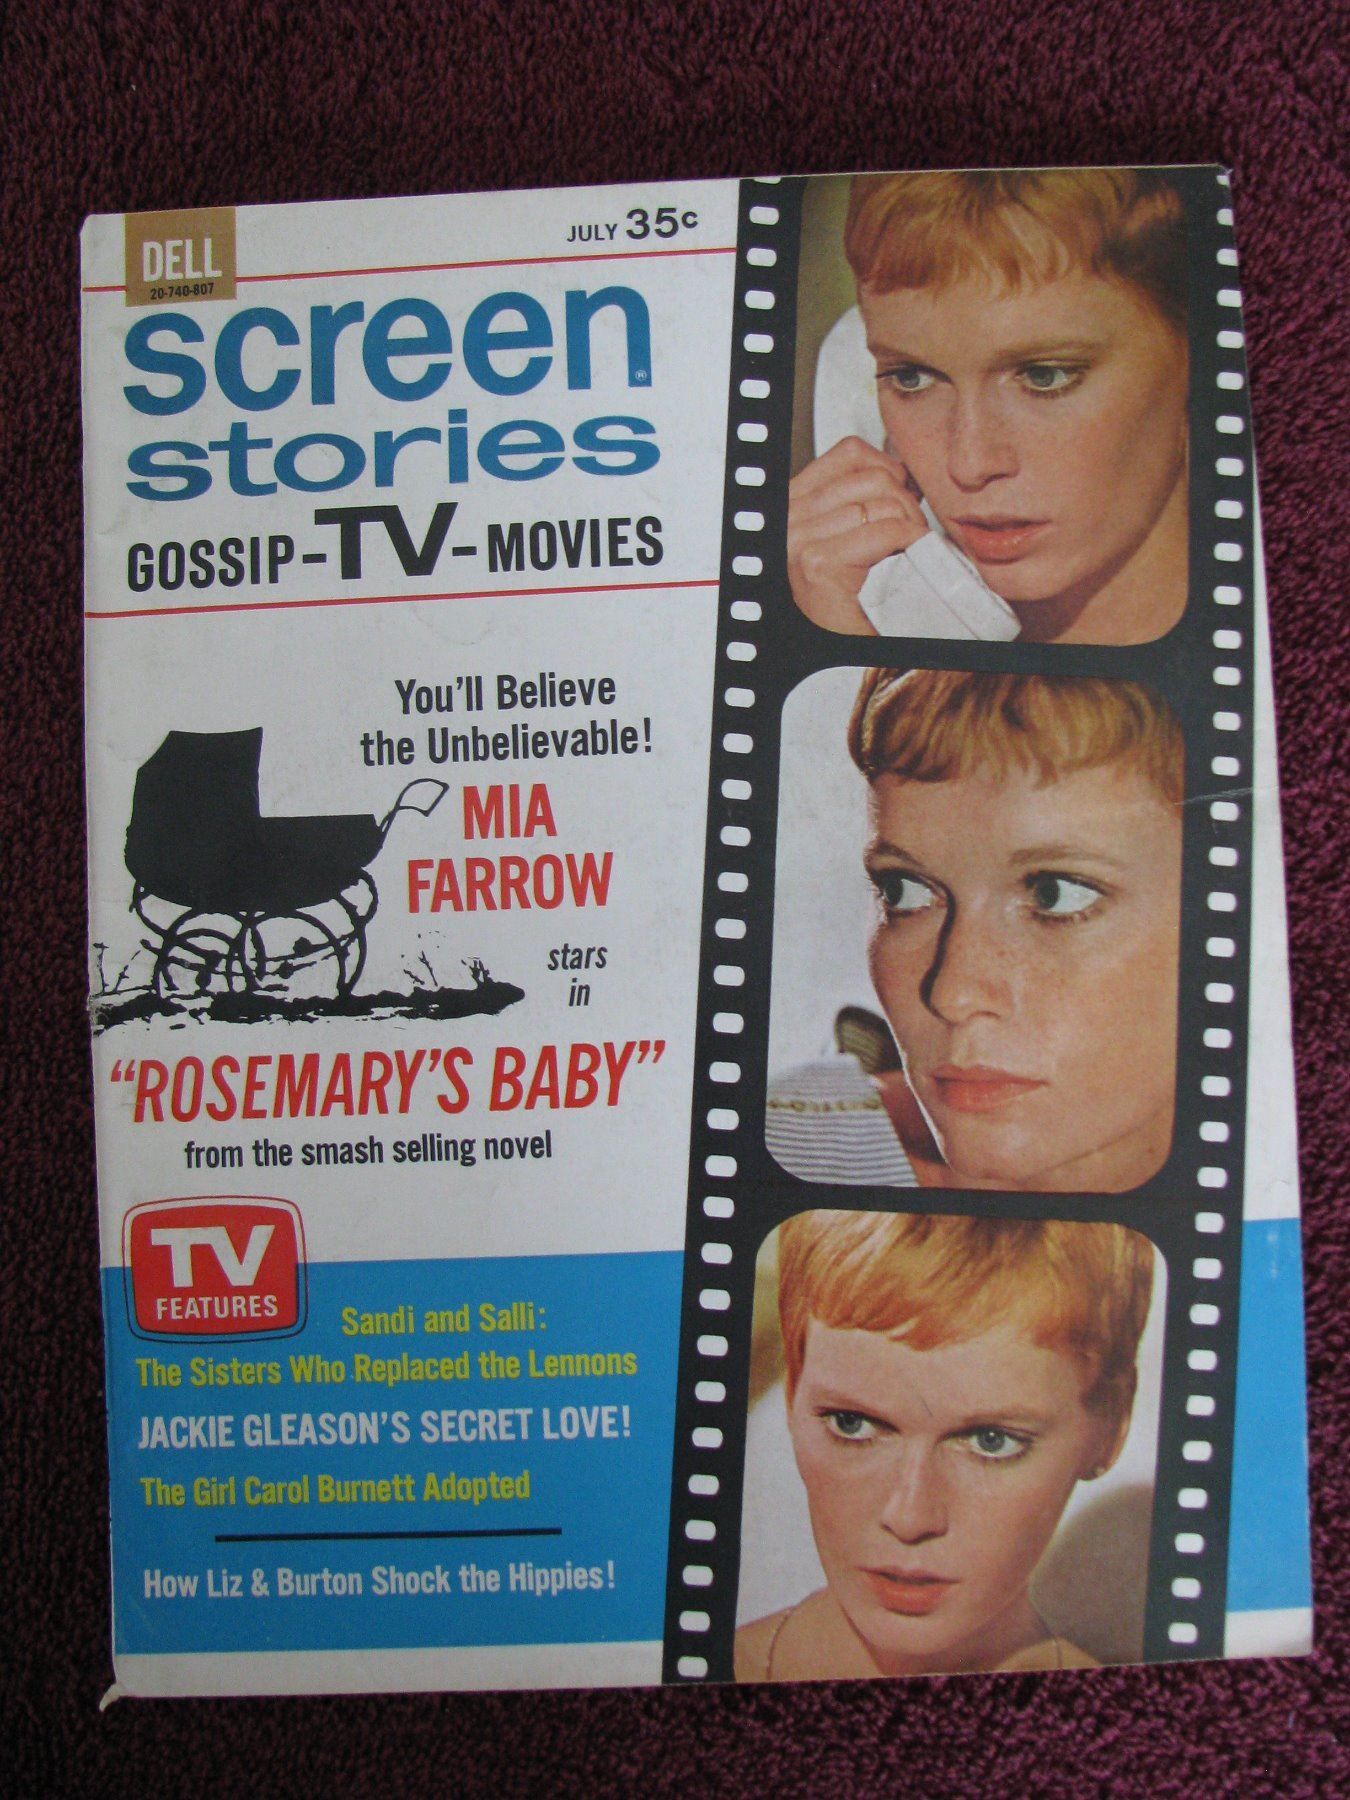 DELL
20-740-807
JULY 35c
screen®
stories
GOSSIP-TV-MOVIES
You'll Believe
the Unbelievable!
MIA
FARROW
stars
in
"ROSEMARY'S BABY"
from the smash selling novel
TV
FEATURES
Sandi and Salli:
The Sisters Who Replaced the Lennons
JACKIE GLEASON'S SECRET LOVE!
The Girl Carol Burnett Adopted
How Liz & Burton Shock the Hippies!